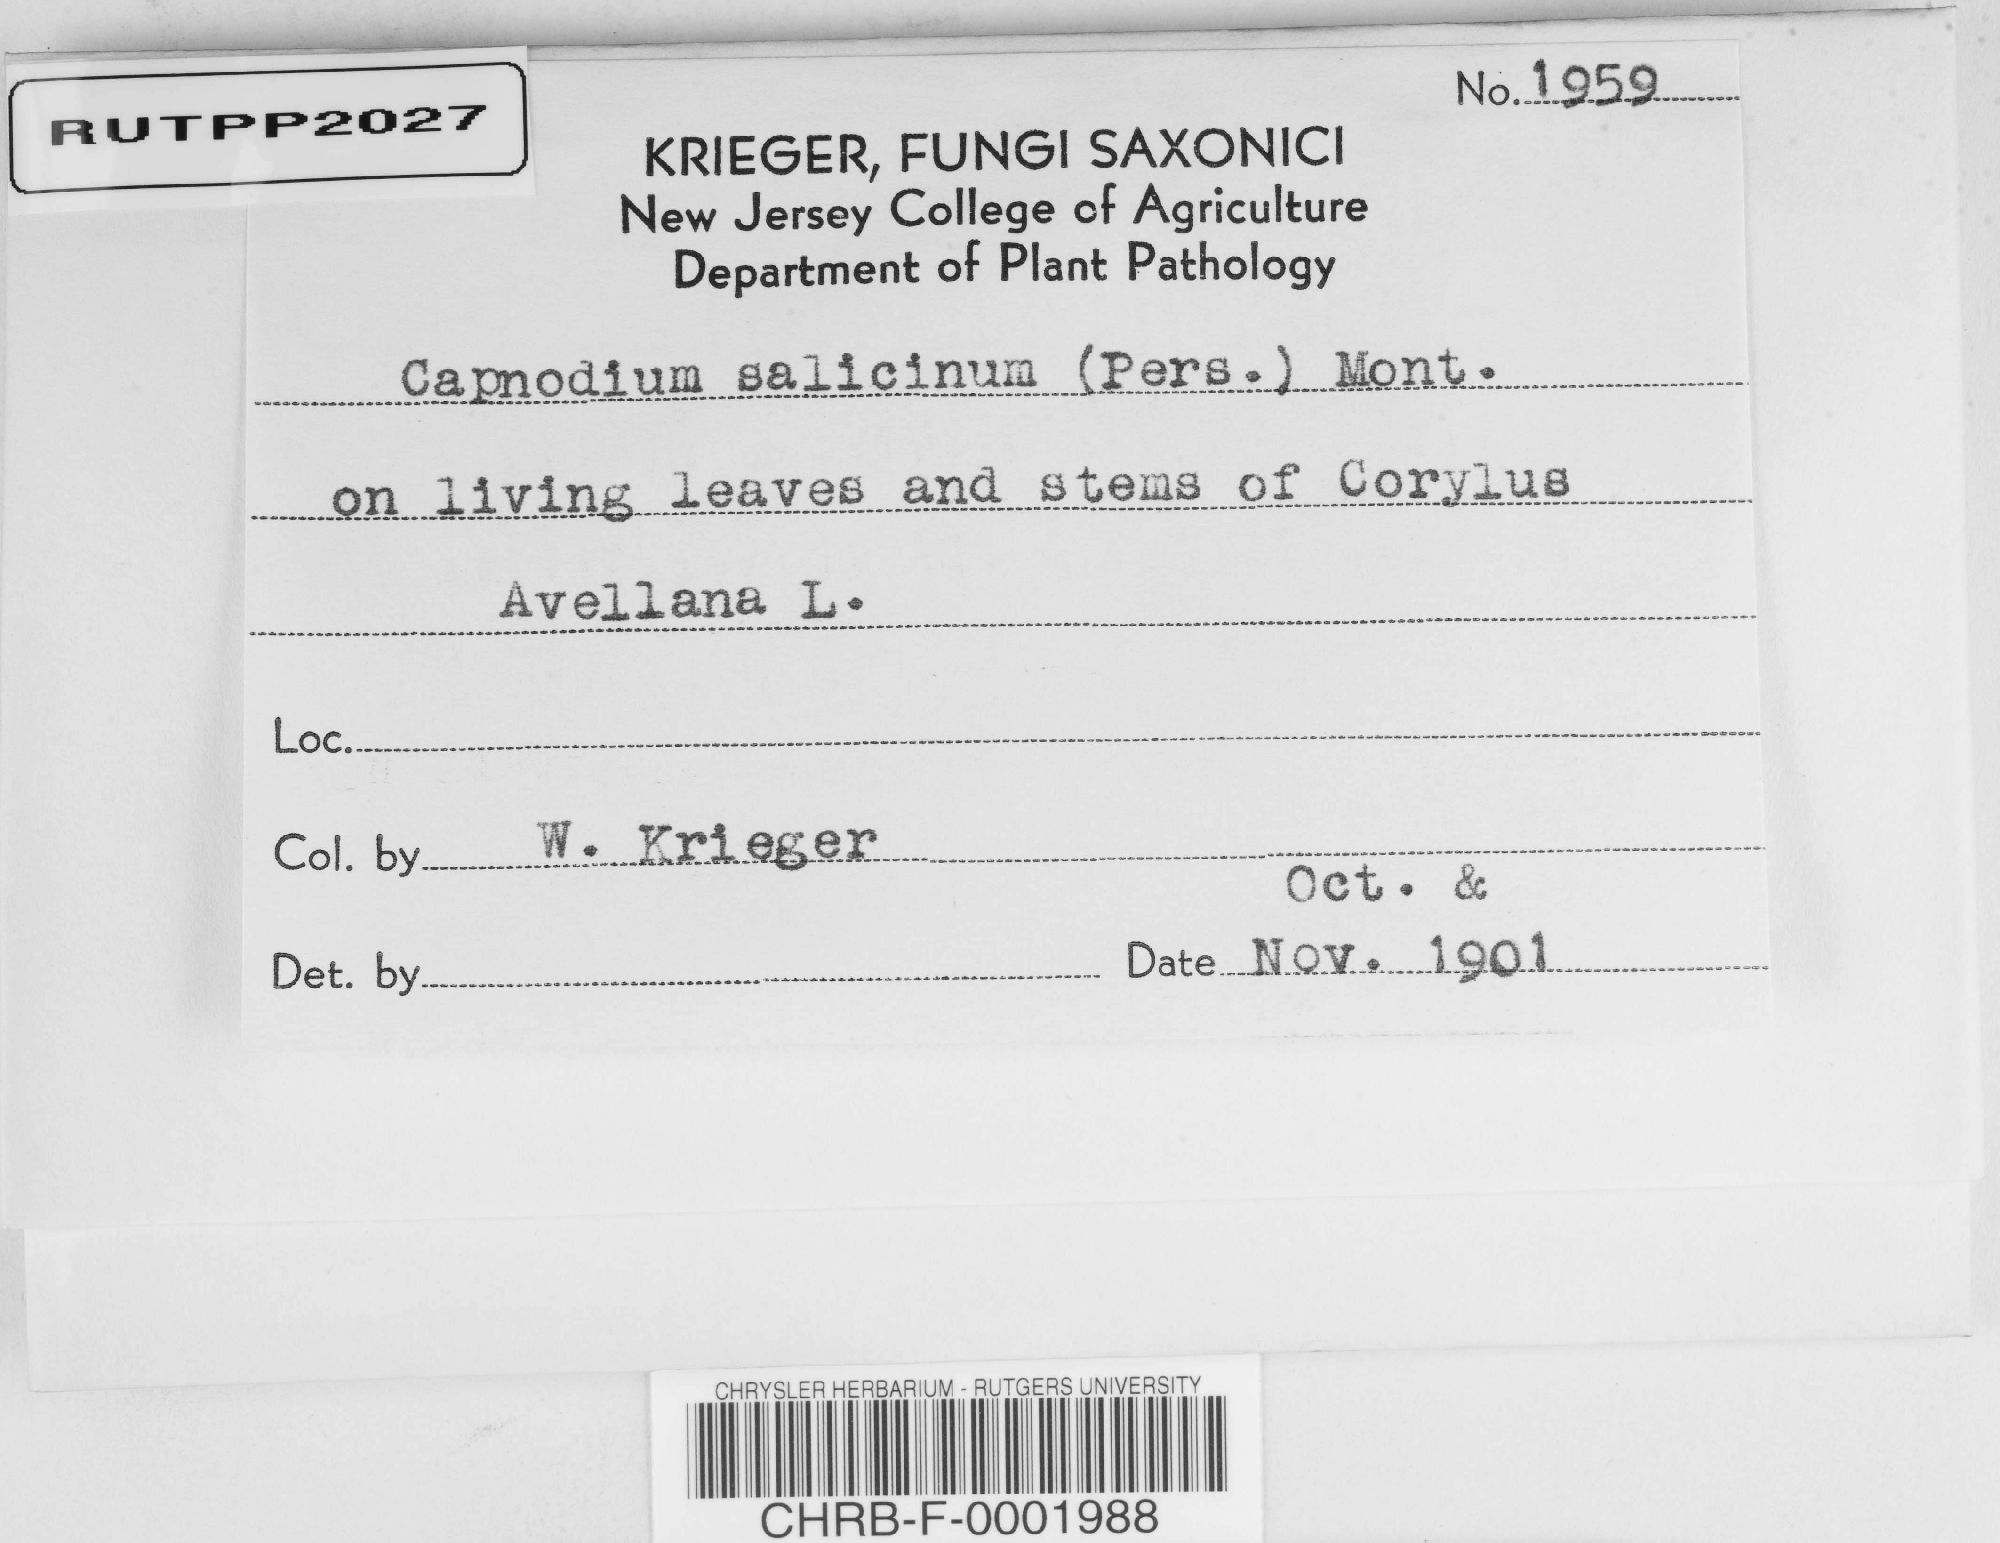 RUTPP2027
No. 1959
KRIEGER, FUNGI SAXONICI
New Jersey College of Agriculture
Department of Plant Pathology
Capnodium salicinum (Pers.) Mont.
on living leaves and stems of Corylus
Avellana L.
Loc.
Col. by W. Krieger
Oct. &
Det. by Date Nov. 1901
CHRYSLER HERBARIUM - RUTGERS UNIVERSITY
CHRB-F-0001988